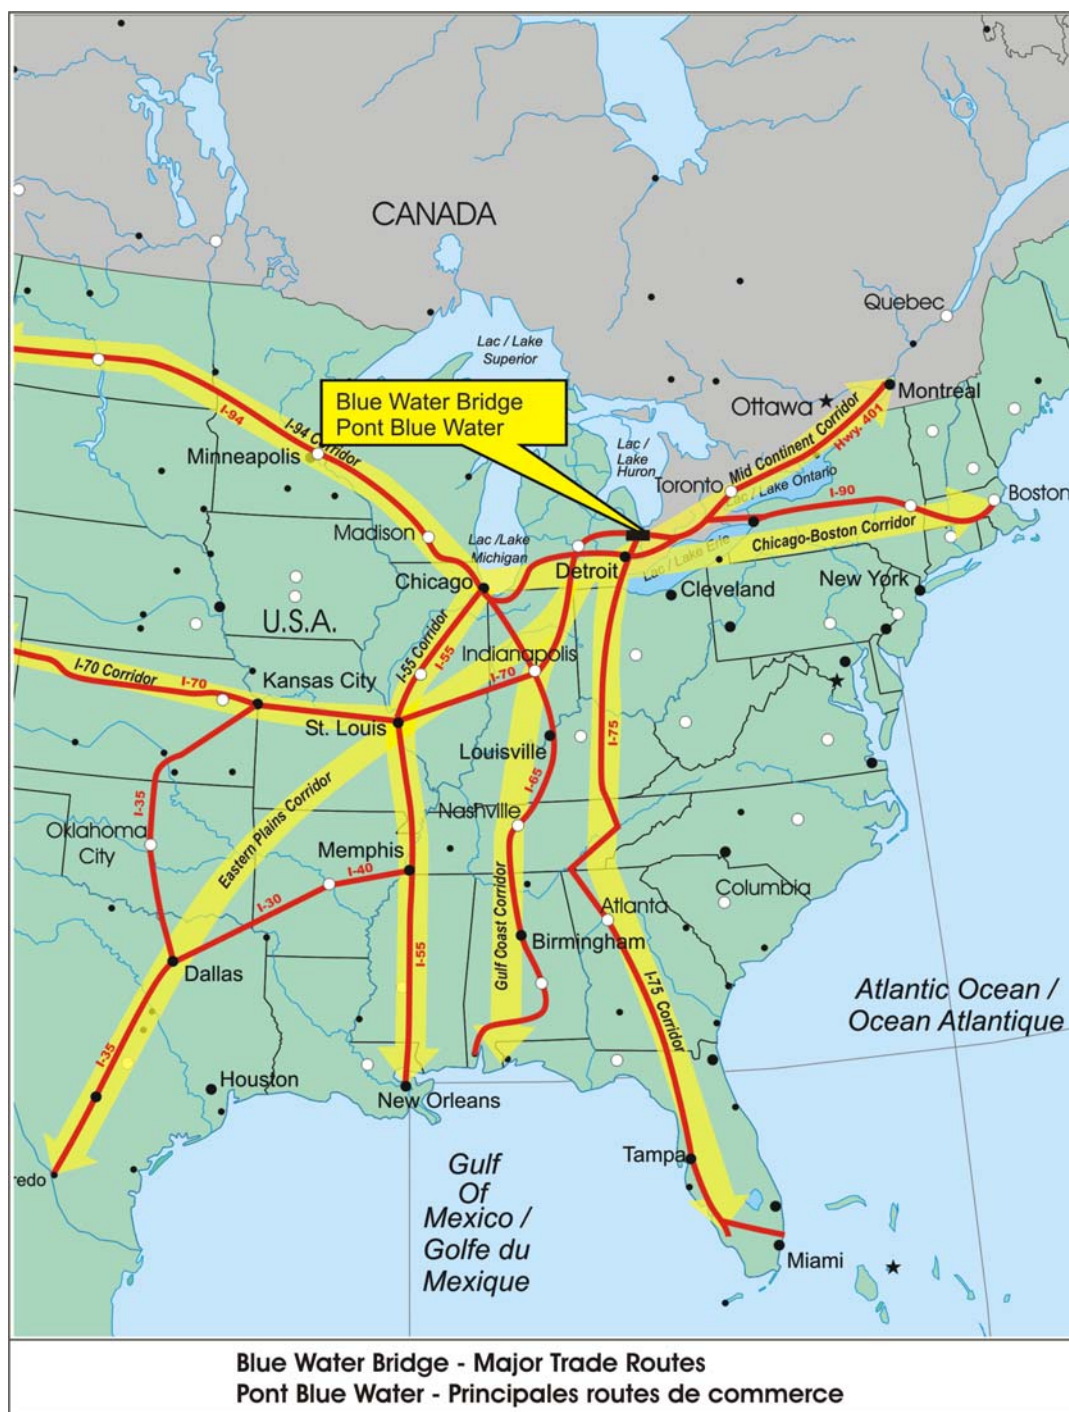 CANADA
Quebec
Lac / Lake
Superior
Blue Water Bridge
Pont Blue Water
Montreal
Ottawa
Mid Continent Corridor
Hwy. 401
I-94
I-94 Corridor
Minneapolis
Lac /
Lake
Huron
Toronto
Lac / Lake Ontario
I-90
Boston
Madison
Lac /Lake
Michigan
Chicago-Boston Corridor
Detroit
Lac / Lake Erie
Chicago
Cleveland
New York
U.S.A.
I-55 Corridor
I-55
Indianapolis
I-70
I-70 Corridor
I-70
Kansas City
St. Louis
Louisville
I-75
I-65
Eastern Plains Corridor
I-35
Oklahoma
City
Nashville
Memphis
I-40
I-30
Columbia
Atlanta
Gulf Coast Corridor
Birmingham
I-55
Dallas
I-75 Corridor
Atlantic Ocean /
Ocean Atlantique
I-35
Houston
New Orleans
Tampa
redo
Gulf
Of
Mexico /
Golfe du
Mexique
Miami
Blue Water Bridge - Major Trade Routes
Pont Blue Water - Principales routes de commerce